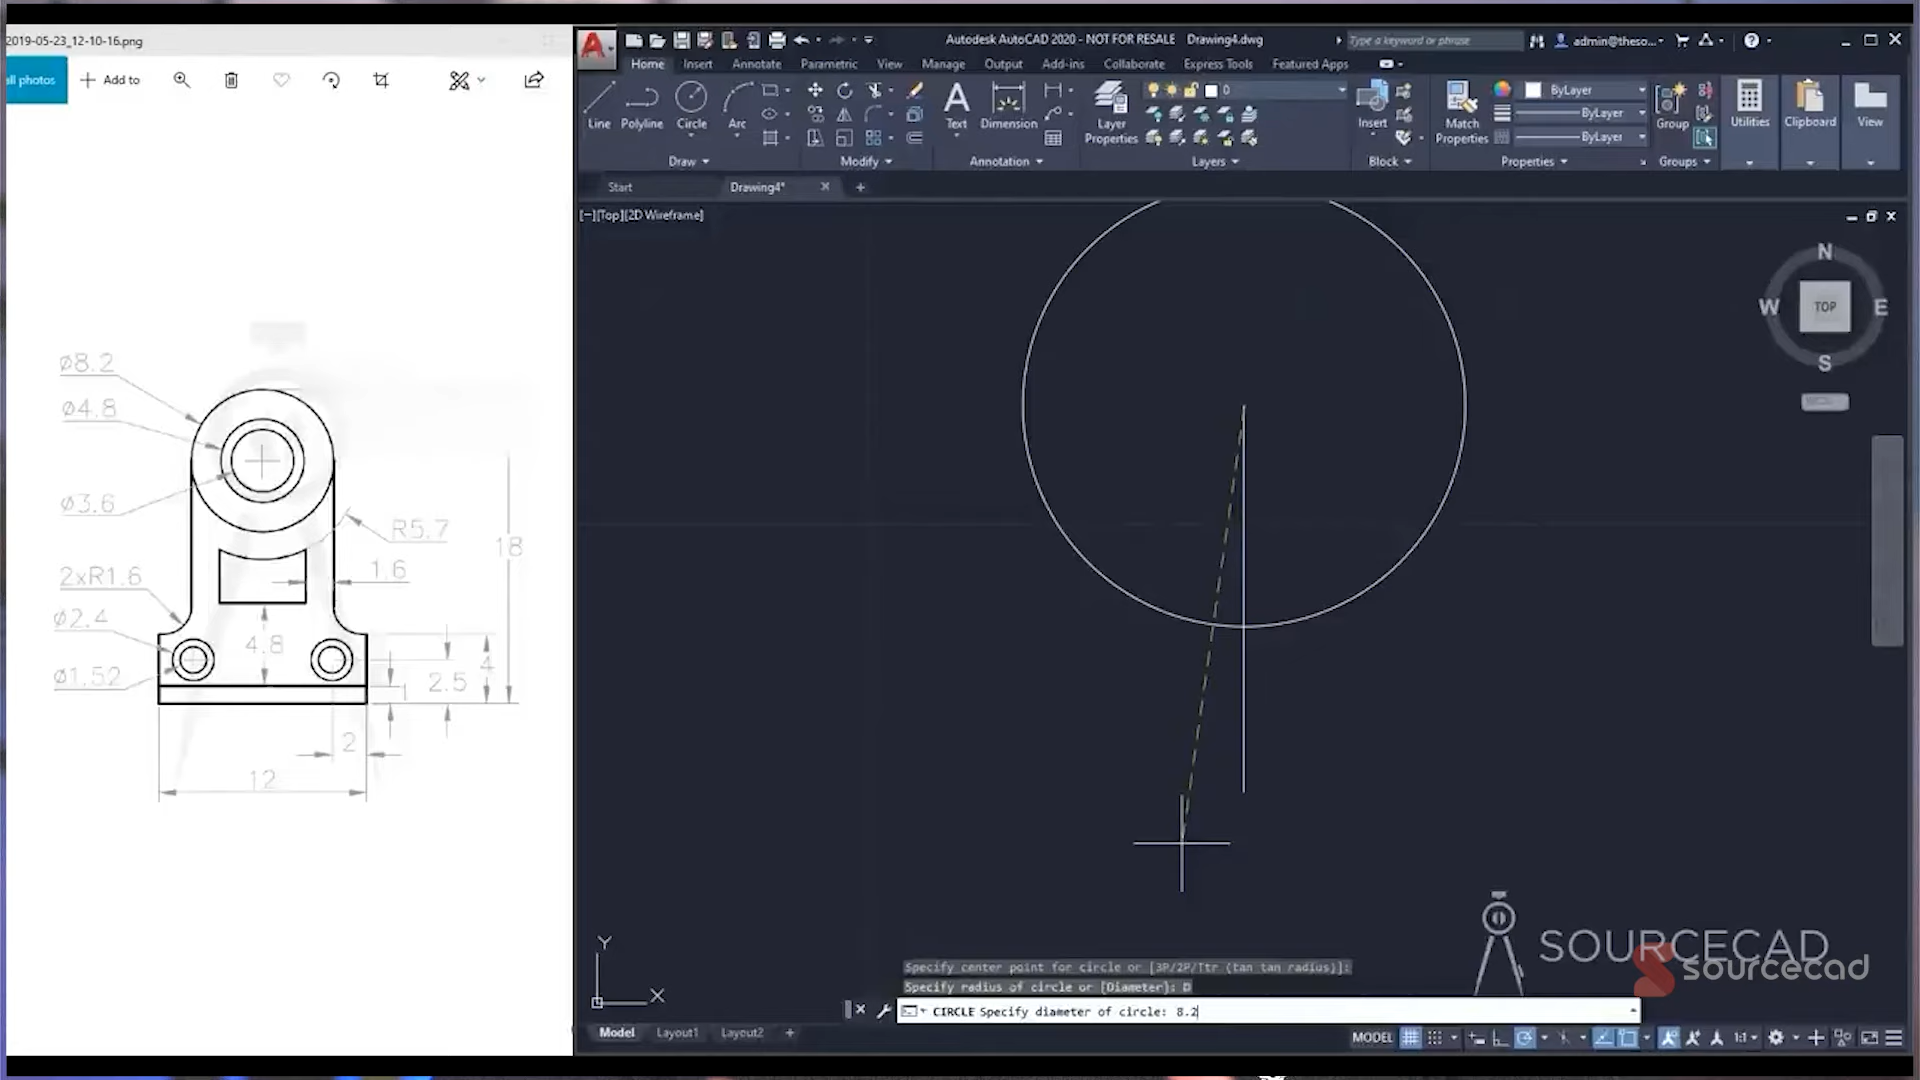 2019-05-23_12-10-16.png
Autodesk AutoCAD 2020 - NOT FOR RESALE Drawing4.dwg
Type a keyword or phrase
admin@theso...
all photos
Add to
Home Insert Annotate Parametric View Manage Output Add-ins Collaborate Express Tools Featured Apps
0
ByLayer
ByLayer
ByLayer
Line Polyline Circle Arc
Text Dimension
Layer
Properties
Insert
Match
Properties
Group
Utilities
Clipboard
View
Draw Modify Annotation Layers Block Properties Groups
Start Drawing4*
[−][Top][2D Wireframe]
N
W TOP E
S
ø8.2
ø4.8
ø3.6
R5.7
18
1.6
2xR1.6
ø2.4
4.8
4
ø1.52
2.5
1
2
12
Y
X
SOURCECAD
sourcecad
Specify center point for circle or [3P/2P/Ttr (tan tan radius)]:
Specify radius of circle or [Diameter]: D
CIRCLE Specify diameter of circle: 8.2
Model Layout1 Layout2 +
MODEL
1:1